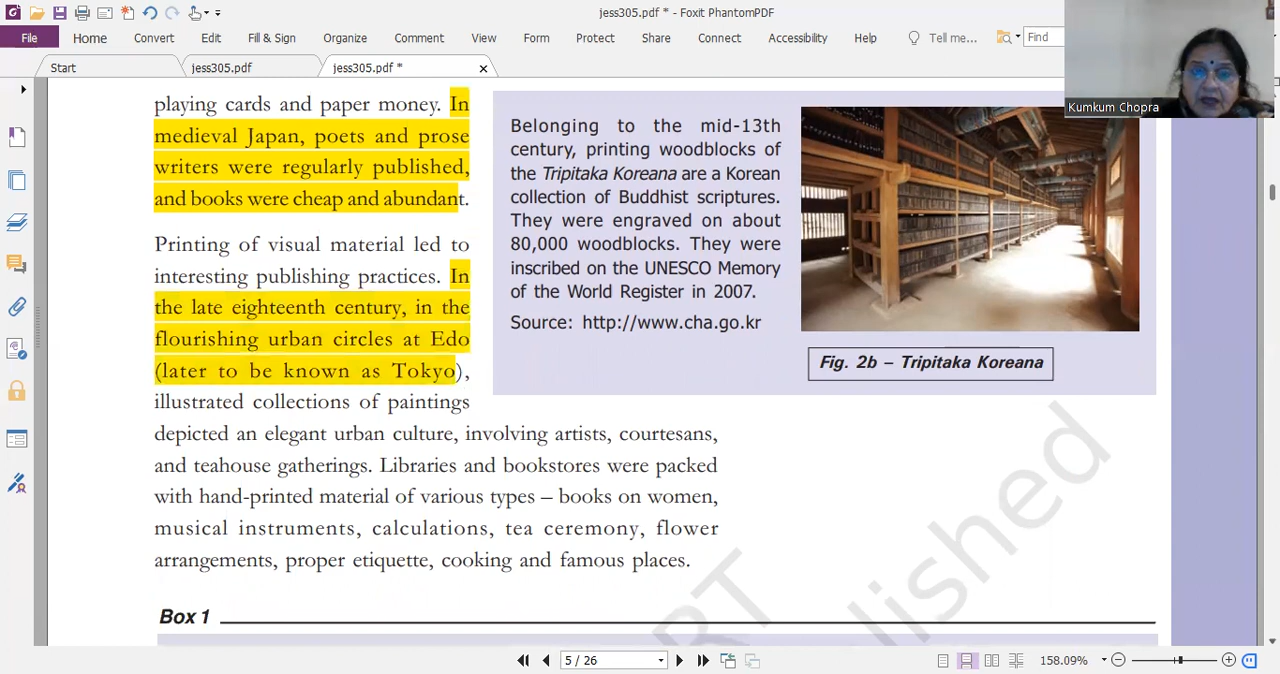 jess305.pdf * - Foxit PhantomPDF
File Home Convert Edit Fill & Sign Organize Comment View Form Protect Share Connect Accessibility Help Tell me... Find
Start jess305.pdf jess305.pdf *
Kumkum Chopra
playing cards and paper money. In
medieval Japan, poets and prose
writers were regularly published,
and books were cheap and abundant.
Printing of visual material led to
interesting publishing practices. In
the late eighteenth century, in the
flourishing urban circles at Edo
(later to be known as Tokyo),
illustrated collections of paintings
depicted an elegant urban culture, involving artists, courtesans,
and teahouse gatherings. Libraries and bookstores were packed
with hand-printed material of various types – books on women,
musical instruments, calculations, tea ceremony, flower
arrangements, proper etiquette, cooking and famous places.
Belonging to the mid-13th
century, printing woodblocks of
the Tripitaka Koreana are a Korean
collection of Buddhist scriptures.
They were engraved on about
80,000 woodblocks. They were
inscribed on the UNESCO Memory
of the World Register in 2007.
Source: http://www.cha.go.kr
Fig. 2b – Tripitaka Koreana
Box 1
5 / 26
158.09%